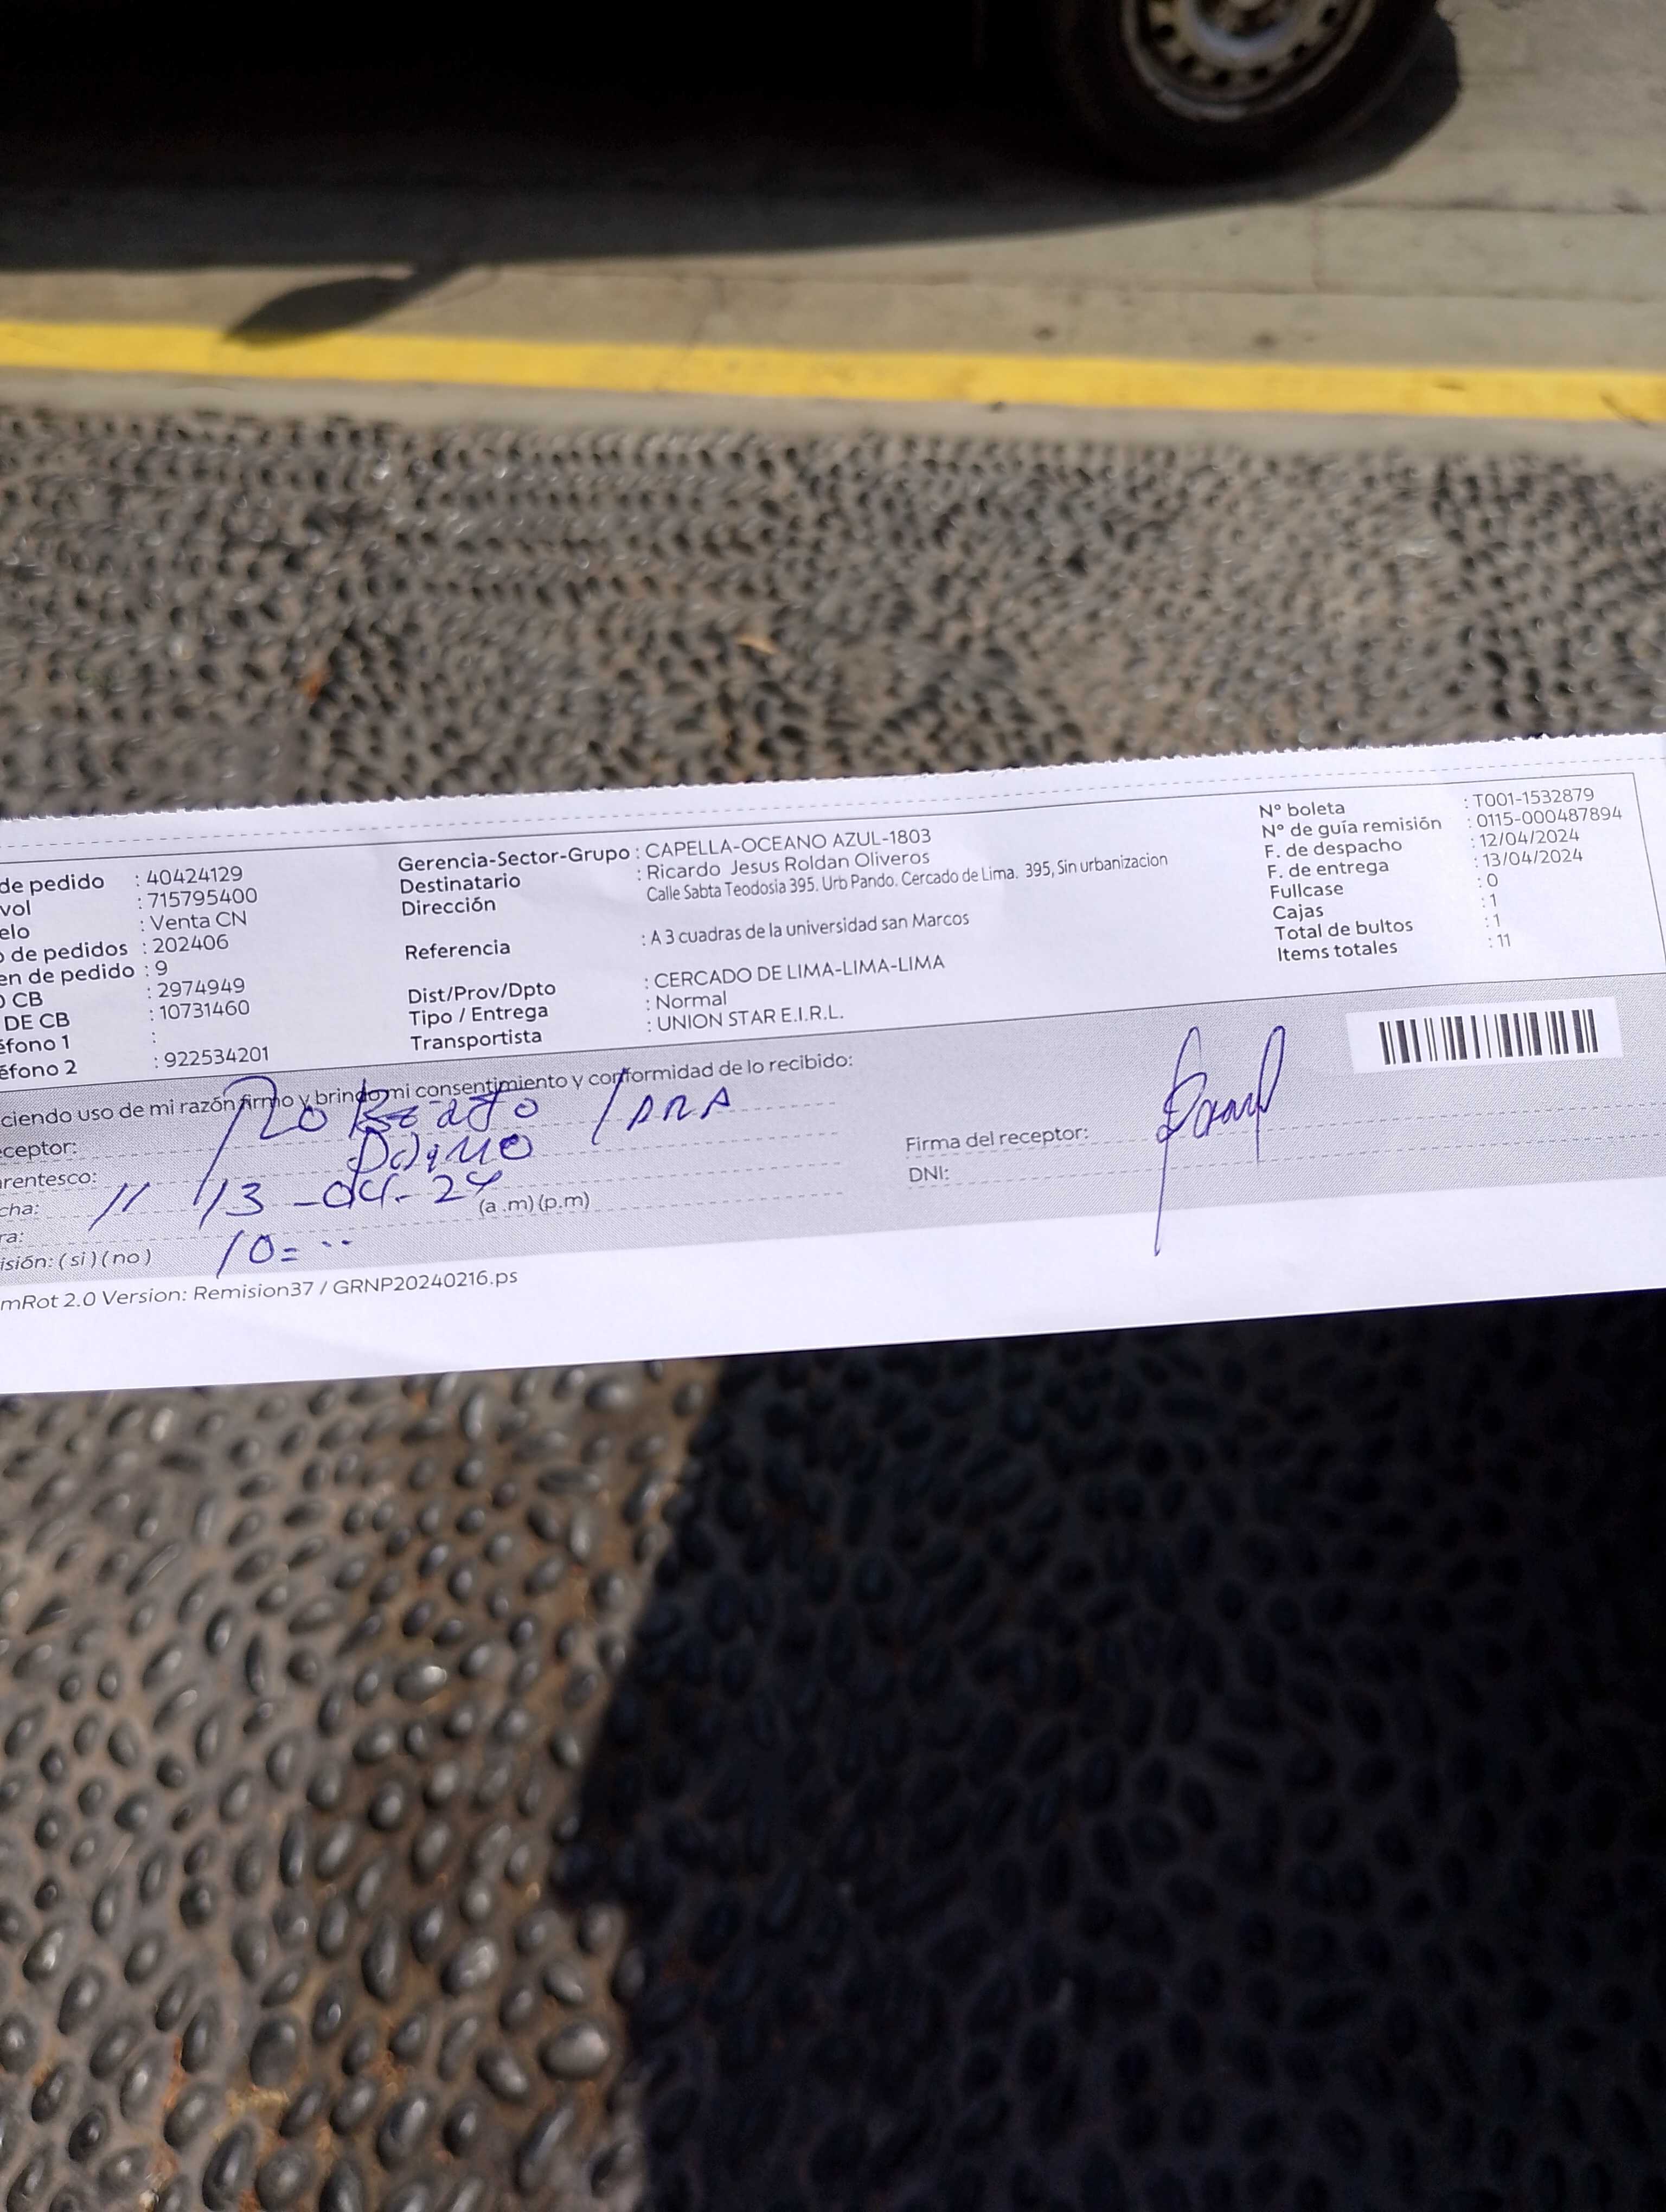 de pedido : 40424129
vol : 715795400
elo : Venta CN
o de pedidos : 202406
en de pedido : 9
O CB : 2974949
DE CB : 10731460
éfono 1 :
éfono 2 : 922534201
Gerencia-Sector-Grupo : CAPELLA-OCEANO AZUL-1803
Destinatario : Ricardo Jesus Roldan Oliveros
Dirección Calle Sabta Teodosia 395. Urb Pando. Cercado de Lima. 395, Sin urbanizacion
Referencia : A 3 cuadras de la universidad san Marcos
Dist/Prov/Dpto : CERCADO DE LIMA-LIMA-LIMA
Tipo / Entrega : Normal
Transportista : UNION STAR E.I.R.L.
Nº boleta : T001-1532879
Nº de guía remisión : 0115-000487894
F. de despacho : 12/04/2024
F. de entrega : 13/04/2024
Fullcase : 0
Cajas : 1
Total de bultos : 1
Items totales : 11
ciendo uso de mi razón firmo y brindo mi consentimiento y conformidad de lo recibido:
ceptor:
rentesco:
cha: 13-04-24
ra: (a .m) (p.m)
isión: ( si ) ( no ) 10=
Firma del receptor:
DNI:
mRot 2.0 Version: Remision37 / GRNP20240216.ps